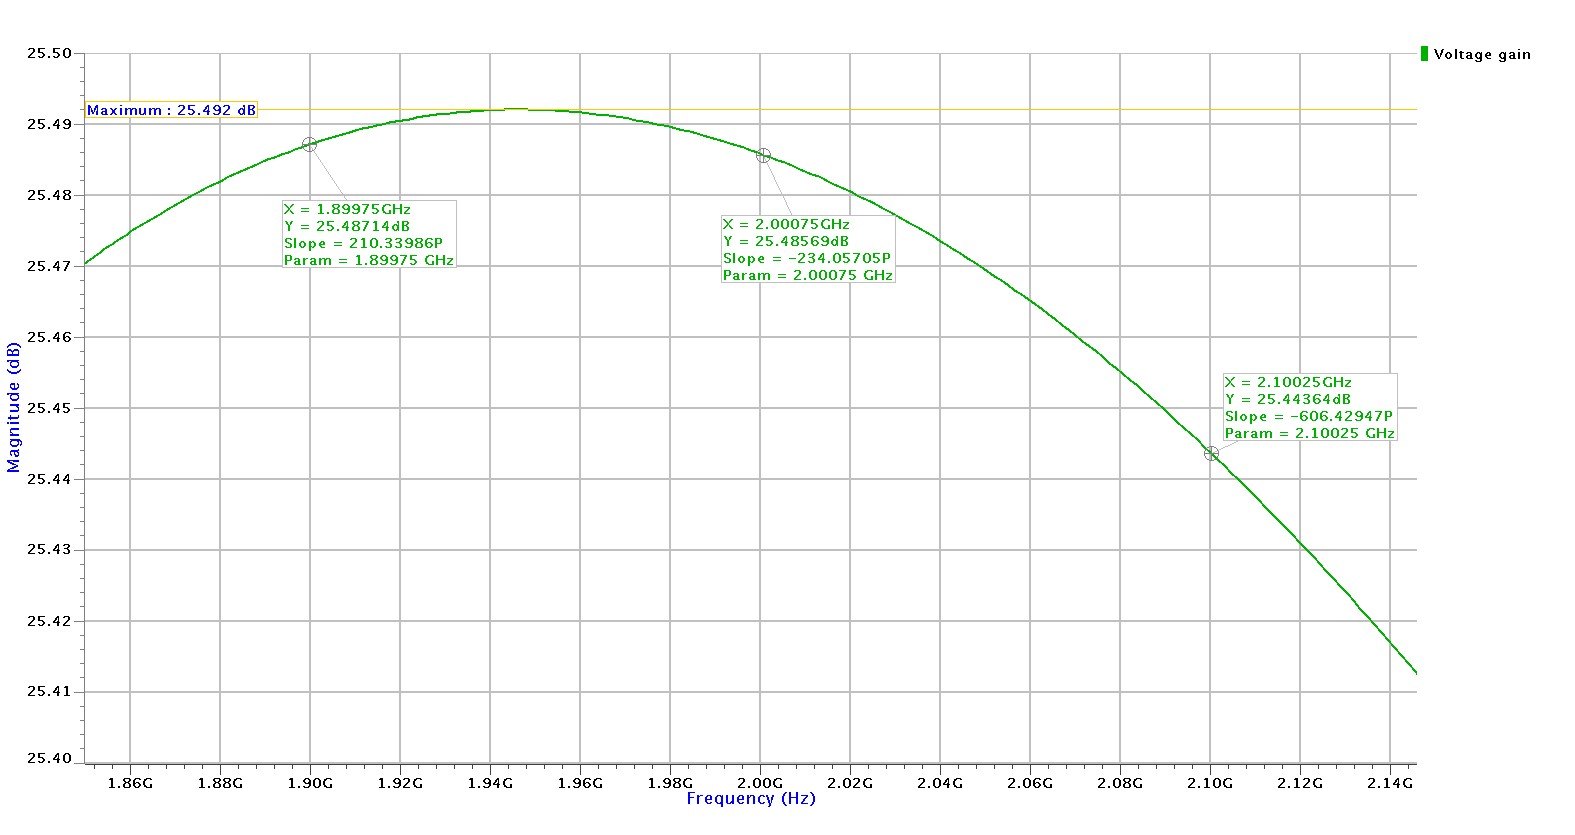 25.50
25.49
25.48
25.47
25.46
25.45
25.44
25.43
25.42
25.41
25.40
Magnitude (dB)
Maximum : 25.492 dB
X = 1.89975GHz
Y = 25.48714dB
Slope = 210.33986P
Param = 1.89975 GHz
X = 2.00075GHz
Y = 25.48569dB
Slope = -234.05705P
Param = 2.00075 GHz
X = 2.10025GHz
Y = 25.44364dB
Slope = -606.42947P
Param = 2.10025 GHz
Voltage gain
1.86G 1.88G 1.90G 1.92G 1.94G 1.96G 1.98G 2.00G 2.02G 2.04G 2.06G 2.08G 2.10G 2.12G 2.14G
Frequency (Hz)